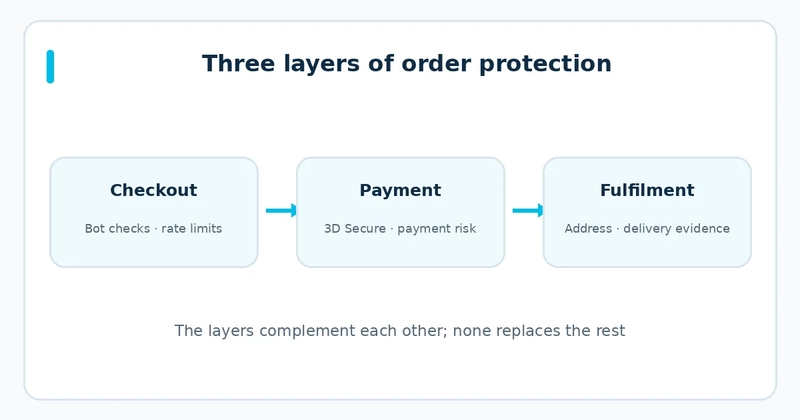 Three layers of order protection
Checkout
Bot checks · rate limits
Payment
3D Secure · payment risk
Fulfilment
Address · delivery evidence
The layers complement each other; none replaces the rest